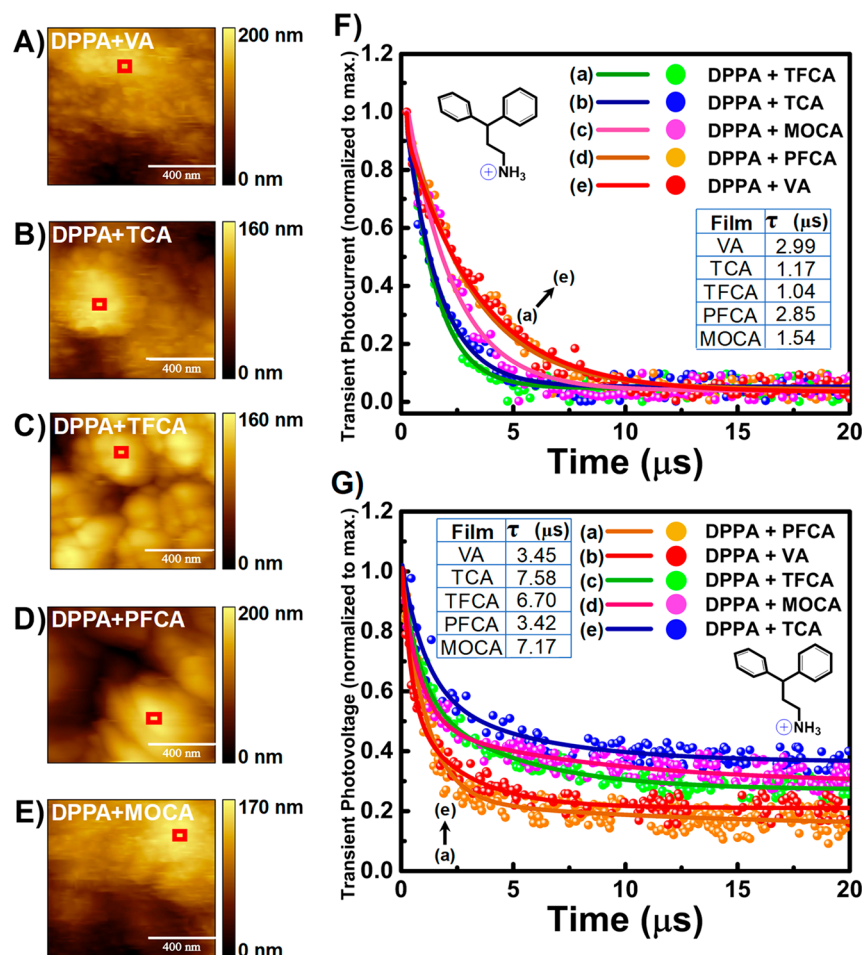 A)
DPPA+VA
200 nm
400 nm
0 nm
B)
DPPA+TCA
160 nm
400 nm
0 nm
C)
DPPA+TFCA
160 nm
400 nm
0 nm
D)
DPPA+PFCA
200 nm
400 nm
0 nm
E)
DPPA+MOCA
170 nm
400 nm
0 nm
F)
Transient Photocurrent (normalized to max.)
1.2
1.0
0.8
0.6
0.4
0.2
0.0
0 5 10 15 20
Time (μs)
+
NH3
(a) DPPA + TFCA
(b) DPPA + TCA
(c) DPPA + MOCA
(d) DPPA + PFCA
(e) DPPA + VA
Film τ (μs)
VA 2.99
TCA 1.17
TFCA 1.04
PFCA 2.85
MOCA 1.54
(e)
(a)
G)
Transient Photovoltage (normalized to max.)
1.2
1.0
0.8
0.6
0.4
0.2
0.0
0 5 10 15 20
Time (μs)
Film τ (μs)
VA 3.45
TCA 7.58
TFCA 6.70
PFCA 3.42
MOCA 7.17
(a) DPPA + PFCA
(b) DPPA + VA
(c) DPPA + TFCA
(d) DPPA + MOCA
(e) DPPA + TCA
+
NH3
(e)
(a)